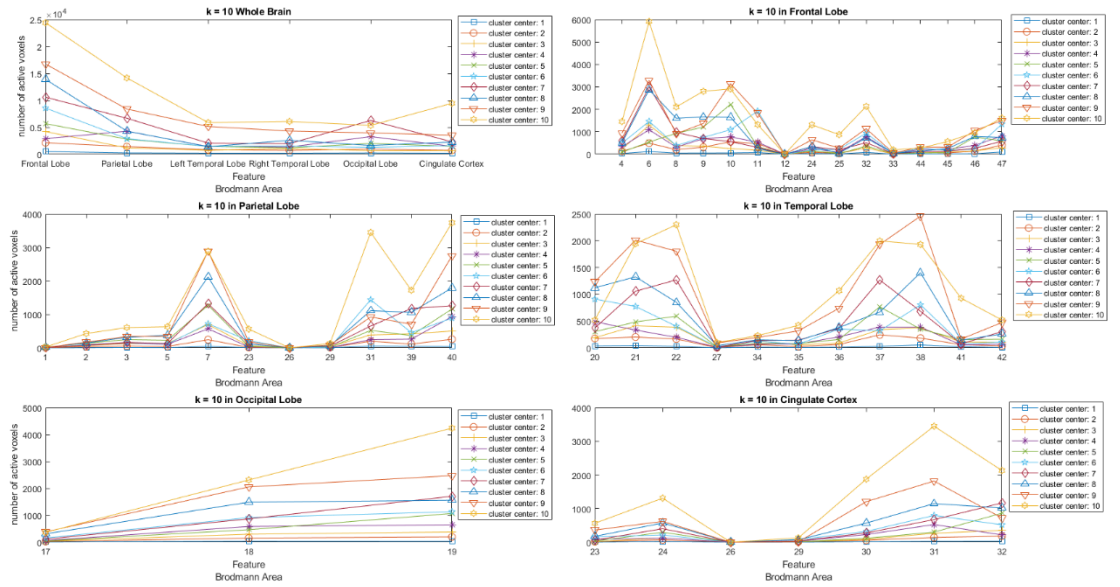 k = 10 Whole Brain
×10⁴
2.5
2
1.5
1
0.5
0
number of active voxels
Frontal Lobe
Parietal Lobe
Left Temporal Lobe
Right Temporal Lobe
Occipital Lobe
Cingulate Cortex
Feature
Brodmann Area
cluster center: 1
cluster center: 2
cluster center: 3
cluster center: 4
cluster center: 5
cluster center: 6
cluster center: 7
cluster center: 8
cluster center: 9
cluster center: 10
k = 10 in Frontal Lobe
6000
5000
4000
3000
2000
1000
0
4 6 8 9 10 11 12 24 25 32 33 44 45 46 47
Feature
Brodmann Area
cluster center: 1
cluster center: 2
cluster center: 3
cluster center: 4
cluster center: 5
cluster center: 6
cluster center: 7
cluster center: 8
cluster center: 9
cluster center: 10
k = 10 in Parietal Lobe
4000
3000
2000
1000
0
number of active voxels
1 2 3 5 7 23 26 29 31 39 40
Feature
Brodmann Area
cluster center: 1
cluster center: 2
cluster center: 3
cluster center: 4
cluster center: 5
cluster center: 6
cluster center: 7
cluster center: 8
cluster center: 9
cluster center: 10
k = 10 in Temporal Lobe
2500
2000
1500
1000
500
0
20 21 22 27 34 35 36 37 38 41 42
Feature
Brodmann Area
cluster center: 1
cluster center: 2
cluster center: 3
cluster center: 4
cluster center: 5
cluster center: 6
cluster center: 7
cluster center: 8
cluster center: 9
cluster center: 10
k = 10 in Occipital Lobe
5000
4000
3000
2000
1000
0
number of active voxels
17 18 19
Feature
Brodmann Area
cluster center: 1
cluster center: 2
cluster center: 3
cluster center: 4
cluster center: 5
cluster center: 6
cluster center: 7
cluster center: 8
cluster center: 9
cluster center: 10
k = 10 in Cingulate Cortex
4000
3000
2000
1000
0
23 24 26 29 30 31 32
Feature
Brodmann Area
cluster center: 1
cluster center: 2
cluster center: 3
cluster center: 4
cluster center: 5
cluster center: 6
cluster center: 7
cluster center: 8
cluster center: 9
cluster center: 10